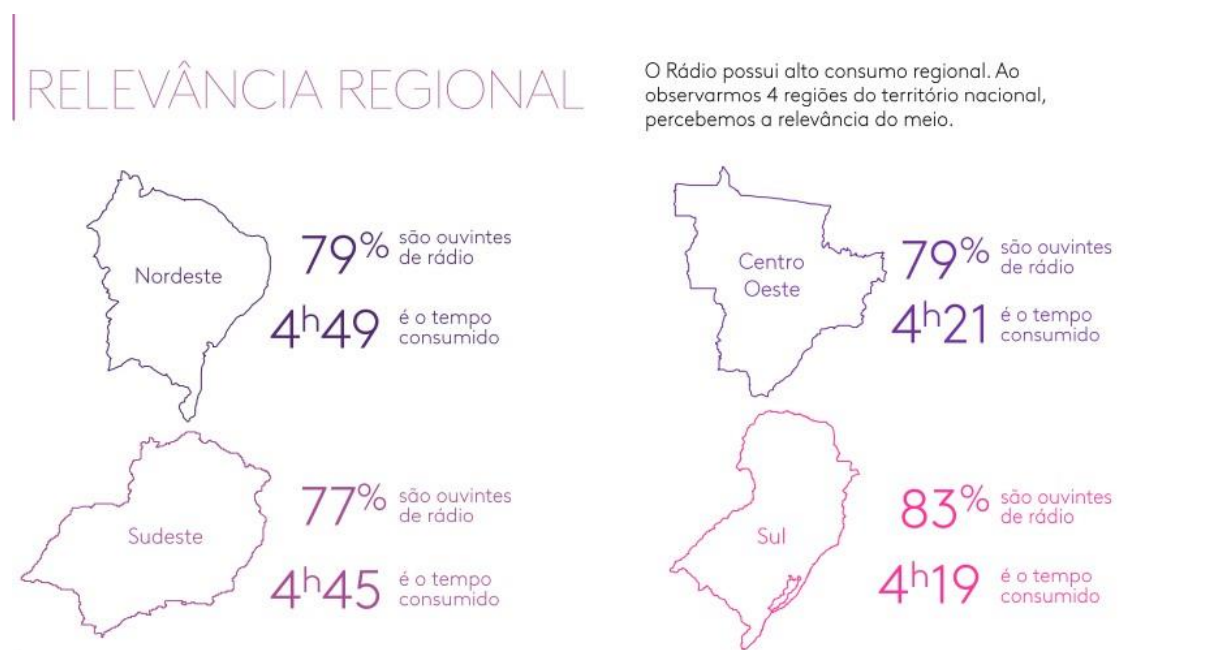 RELEVÂNCIA REGIONAL
O Rádio possui alto consumo regional. Ao
observarmos 4 regiões do território nacional,
percebemos a relevância do meio.
Nordeste
79% são ouvintes
de rádio
4h49 é o tempo
consumido
Centro
Oeste
79% são ouvintes
de rádio
4h21 é o tempo
consumido
Sudeste
77% são ouvintes
de rádio
4h45 é o tempo
consumido
Sul
83% são ouvintes
de rádio
4h19 é o tempo
consumido